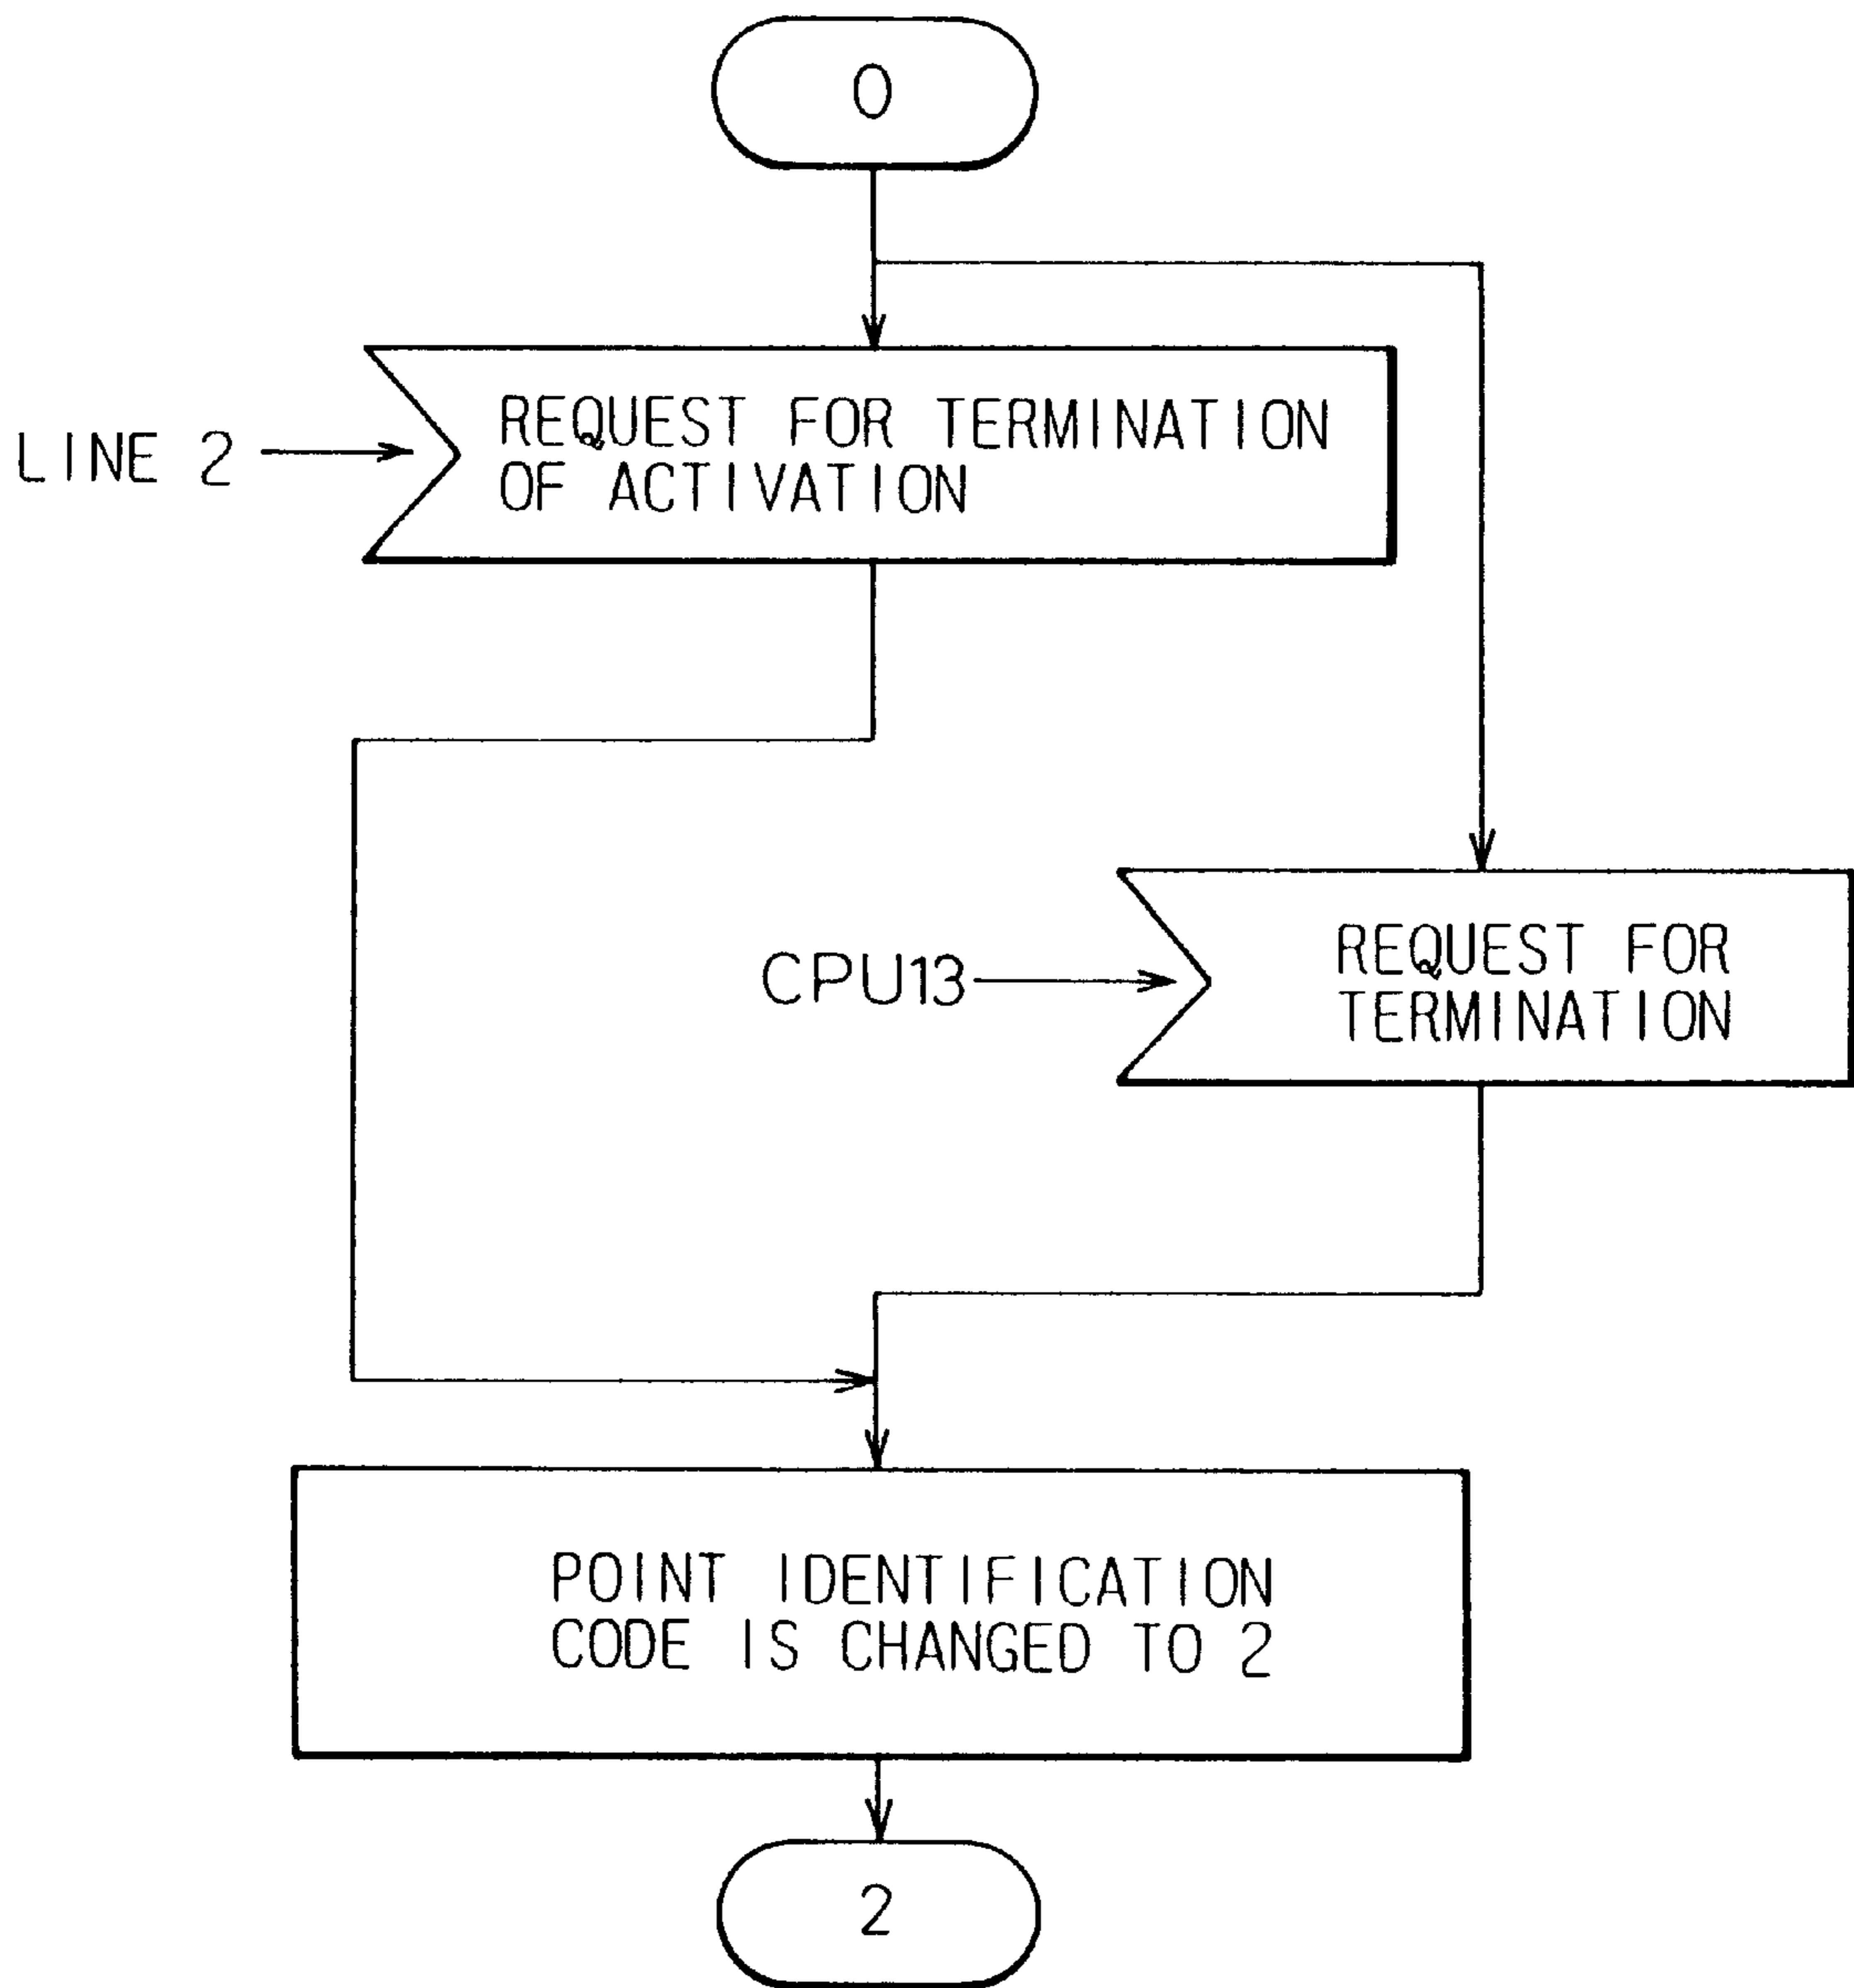 0
REQUEST FOR TERMINATION
OF ACTIVATION
LINE 2
REQUEST FOR
TERMINATION
CPU13
POINT IDENTIFICATION
CODE IS CHANGED TO 2
2